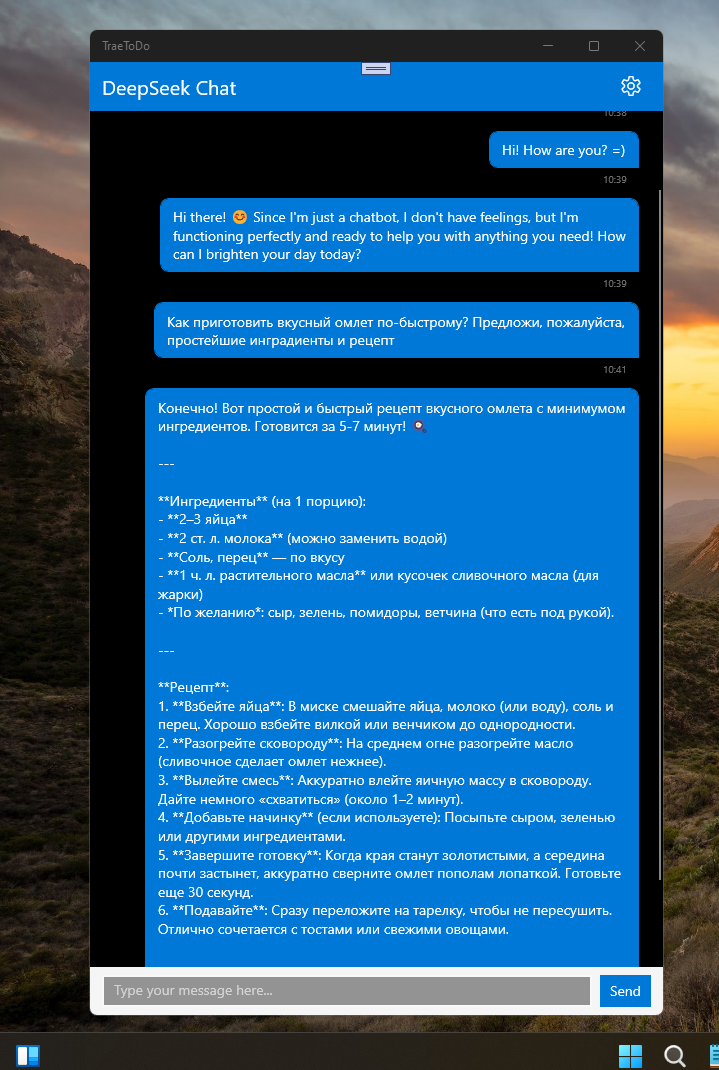 TraeToDo
DeepSeek Chat
10:38
Hi! How are you? =)
10:39
Hi there! 😊 Since I'm just a chatbot, I don't have feelings, but I'm
functioning perfectly and ready to help you with anything you need! How
can I brighten your day today?
10:39
Как приготовить вкусный омлет по-быстрому? Предложи, пожалуйста,
простейшие инградиенты и рецепт
10:41
Конечно! Вот простой и быстрый рецепт вкусного омлета с минимумом
ингредиентов. Готовится за 5-7 минут! 🍳
---
**Ингредиенты** (на 1 порцию):
- **2–3 яйца**
- **2 ст. л. молока** (можно заменить водой)
- **Соль, перец** — по вкусу
- **1 ч. л. растительного масла** или кусочек сливочного масла (для
жарки)
- *По желанию*: сыр, зелень, помидоры, ветчина (что есть под рукой).
---
**Рецепт**:
1. **Взбейте яйца**: В миске смешайте яйца, молоко (или воду), соль и
перец. Хорошо взбейте вилкой или венчиком до однородности.
2. **Разогрейте сковороду**: На среднем огне разогрейте масло
(сливочное сделает омлет нежнее).
3. **Вылейте смесь**: Аккуратно влейте яичную массу в сковороду.
Дайте немного «схватиться» (около 1–2 минут).
4. **Добавьте начинку** (если используете): Посыпьте сыром, зеленью
или другими ингредиентами.
5. **Завершите готовку**: Когда края станут золотистыми, а середина
почти застынет, аккуратно сверните омлет пополам лопаткой. Готовьте
еще 30 секунд.
6. **Подавайте**: Сразу переложите на тарелку, чтобы не пересушить.
Отлично сочетается с тостами или свежими овощами.
Type your message here...
Send